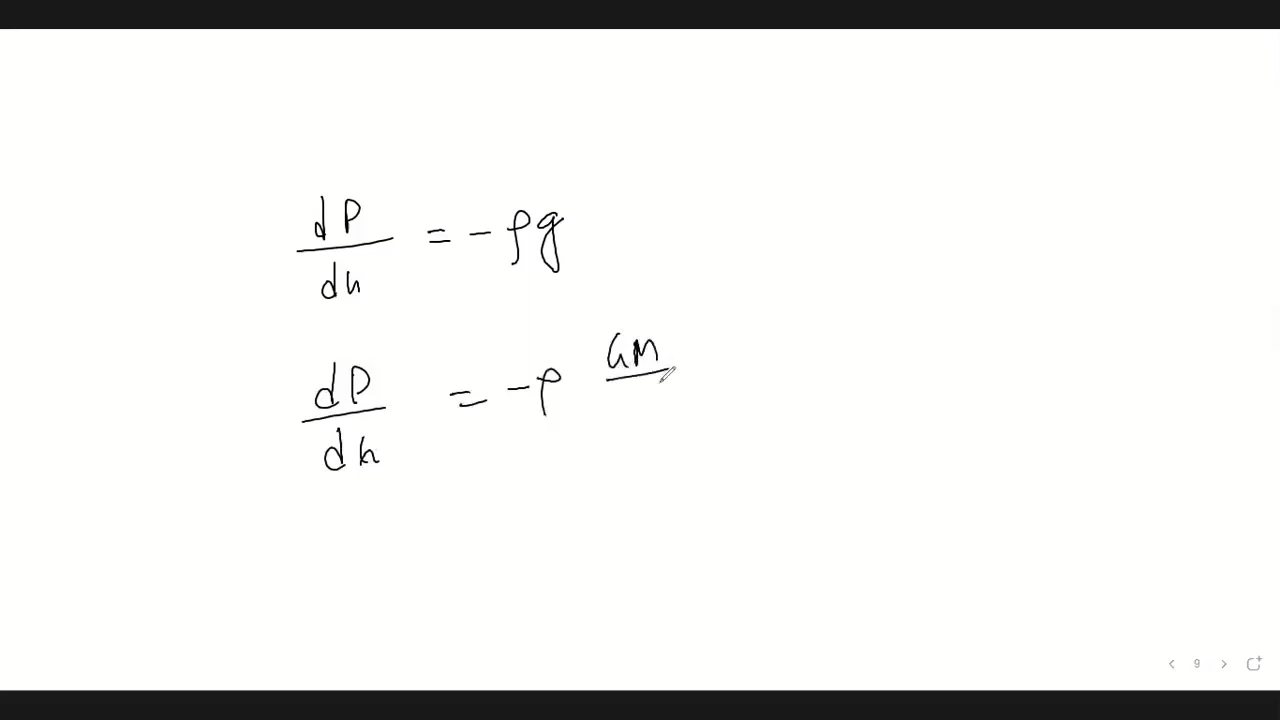 dP/dh = -ρg
dP/dh = -ρ GM/
< 9 >